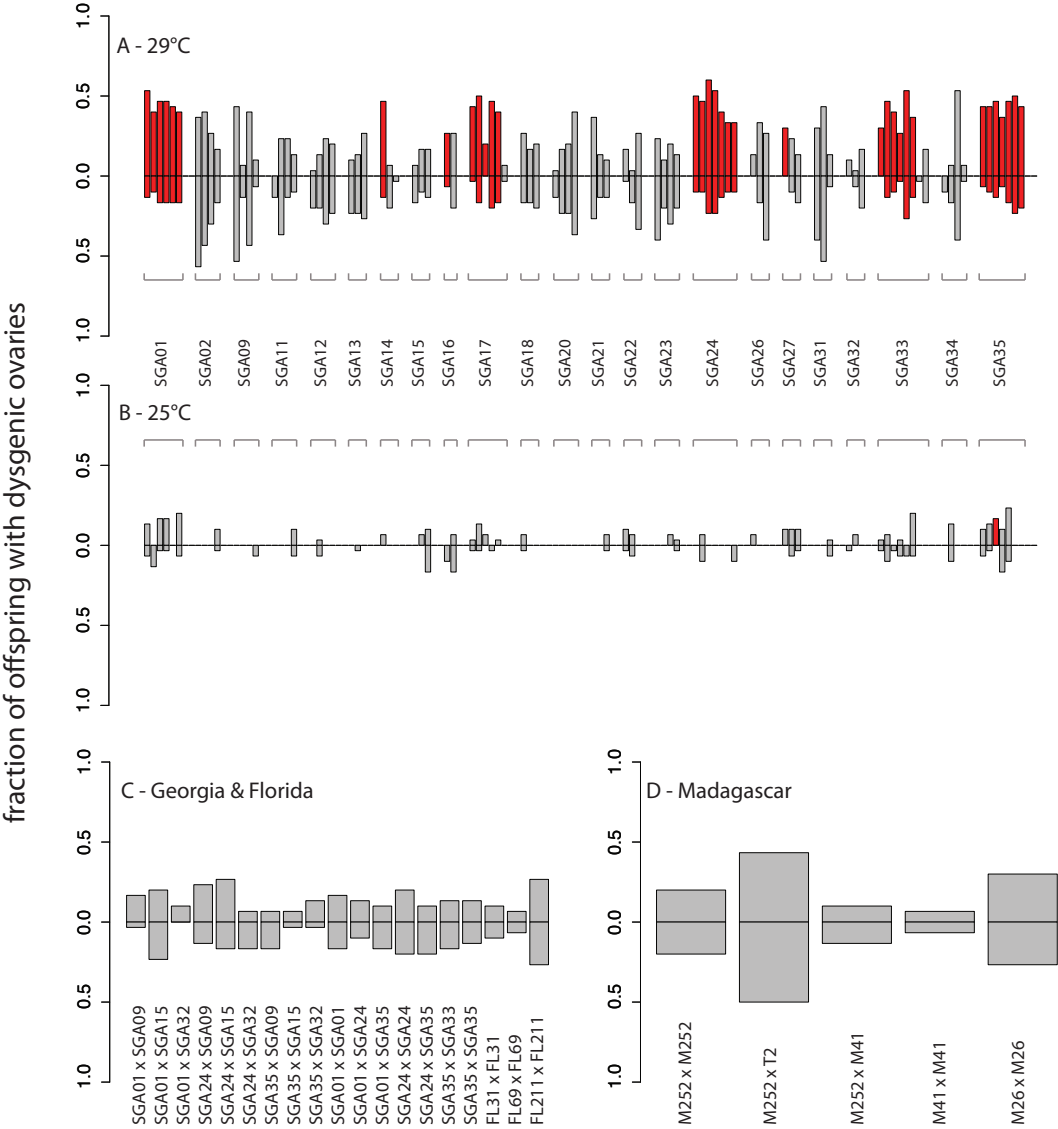 fraction of offspring with dysgenic ovaries
A - 29°C
1.0
0.5
0.0
0.5
1.0
SGA01
SGA02
SGA09
SGA11
SGA12
SGA13
SGA14
SGA15
SGA16
SGA17
SGA18
SGA20
SGA21
SGA22
SGA23
SGA24
SGA26
SGA27
SGA31
SGA32
SGA33
SGA34
SGA35
B - 25°C
1.0
0.5
0.0
0.5
1.0
C - Georgia & Florida
1.0
0.5
0.0
0.5
1.0
SGA01 x SGA09
SGA01 x SGA15
SGA01 x SGA32
SGA24 x SGA09
SGA24 x SGA15
SGA24 x SGA32
SGA35 x SGA09
SGA35 x SGA15
SGA35 x SGA32
SGA01 x SGA01
SGA01 x SGA24
SGA01 x SGA35
SGA24 x SGA24
SGA24 x SGA35
SGA35 x SGA33
SGA35 x SGA35
FL31 x FL31
FL69 x FL69
FL211 x FL211
D - Madagascar
1.0
0.5
0.0
0.5
1.0
M252 x M252
M252 x T2
M252 x M41
M41 x M41
M26 x M26